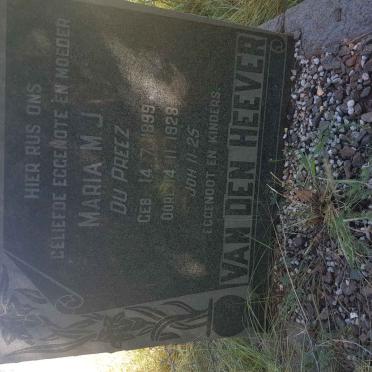 HIER RUS ONS
GELIEFDE EGGENOTE EN MOEDER
MARIA M. J.
DU PREEZ
GEB. 14.7.1899
OORL. 14.11.1928
JOH. 11:25
EGGENOOT EN KINDERS.
VAN DEN HEEVER